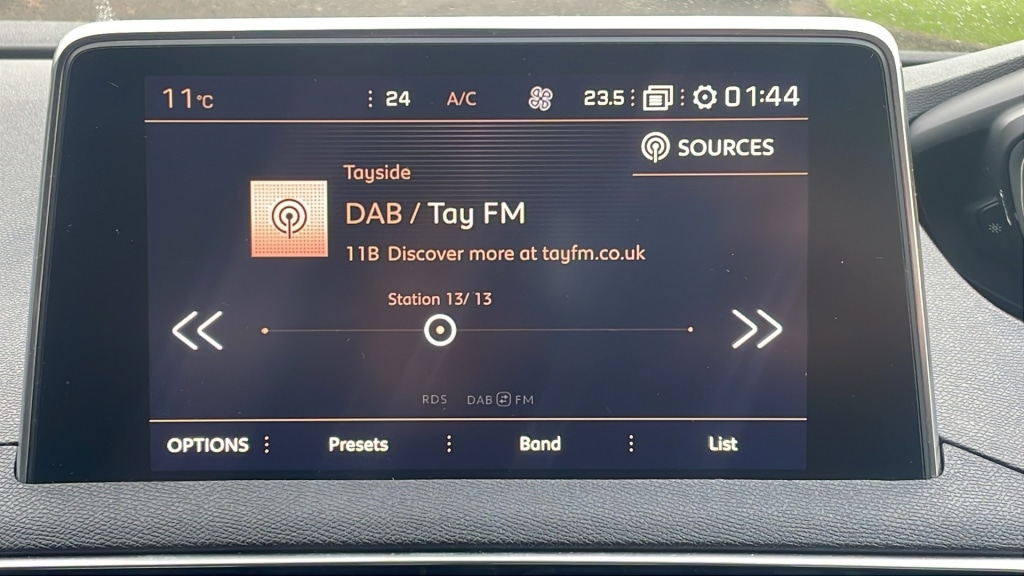 11°C 24 A/C 23.5 01:44
SOURCES
Tayside
DAB / Tay FM
11B Discover more at tayfm.co.uk
Station 13/ 13
RDS DAB FM
OPTIONS Presets Band List